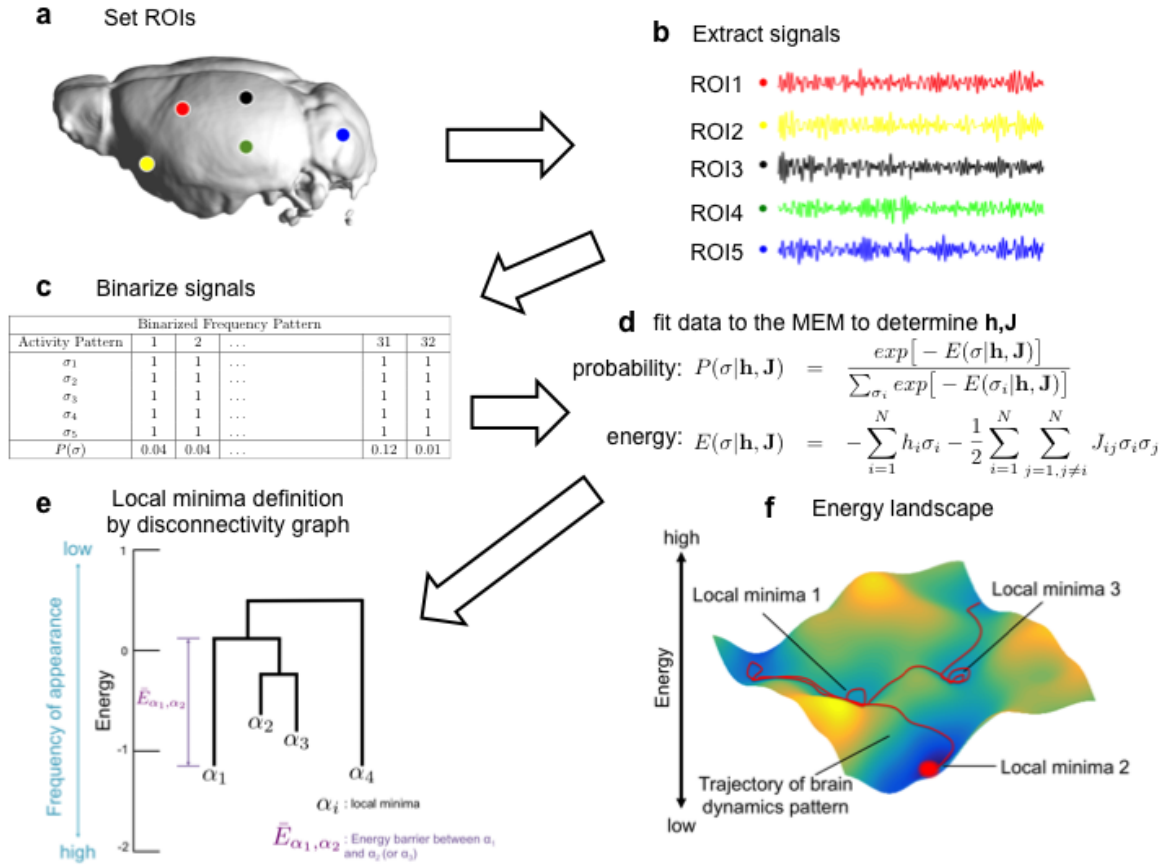 a Set ROIs
b Extract signals
ROI1
ROI2
ROI3
ROI4
ROI5
c Binarize signals
Binarized Frequency Pattern
Activity Pattern 1 2 ... 31 32
σ1 1 1 ... 1 1
σ2 1 1 ... 1 1
σ3 1 1 ... 1 1
σ4 1 1 ... 1 1
σ5 1 1 ... 1 1
P(σ) 0.04 0.04 ... 0.12 0.01
d fit data to the MEM to determine h,J
probability: P(σ|h, J) = exp[ − E(σ|h, J)] / ∑σi exp[ − E(σi|h, J)]
energy: E(σ|h, J) = −∑_{i=1}^{N} hiσi − 1/2 ∑_{i=1}^{N} ∑_{j=1,j≠i}^{N} Jijσiσj
e Local minima definition
by disconnectivity graph
low
Frequency of appearance
high
Energy
1
0
-1
-2
Ēα1,α2
α1
α2
α3
α4
αi : local minima
Ēα1,α2 : Energy barrier between α1
and α2 (or α3)
f Energy landscape
high
Energy
low
Local minima 1
Local minima 3
Local minima 2
Trajectory of brain
dynamics pattern